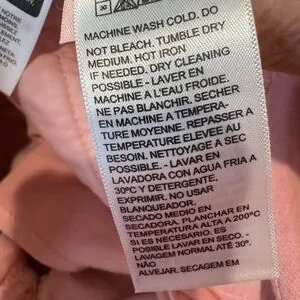 MACHINE WASH COLD. DO
NOT BLEACH. TUMBLE DRY
MEDIUM. HOT IRON
IF NEEDED. DRY CLEANING
POSSIBLE. - LAVER EN
MACHINE A L'EAU FROIDE.
NE PAS BLANCHIR. SECHER
EN MACHINE A TEMPERA-
TURE MOYENNE. REPASSER A
TEMPERATURE ELEVEE AU
BESOIN. NETTOYAGE A SEC
POSSIBLE. - LAVAR EN
LAVADORA CON AGUA FRIA A
30ºC Y DETERGENTE.
EXPRIMIR. NO USAR
BLANQUEADOR.
SECADO MEDIO EN
SECADORA. PLANCHAR EN
TEMPERATURA ALTA A 200ºC
SI ES NECESARIO. ES
POSIBLE LAVAR EN SECO. -
LAVAGEM NORMAL ATÉ 30º.
NÃO
ALVEJAR. SECAGEM EM